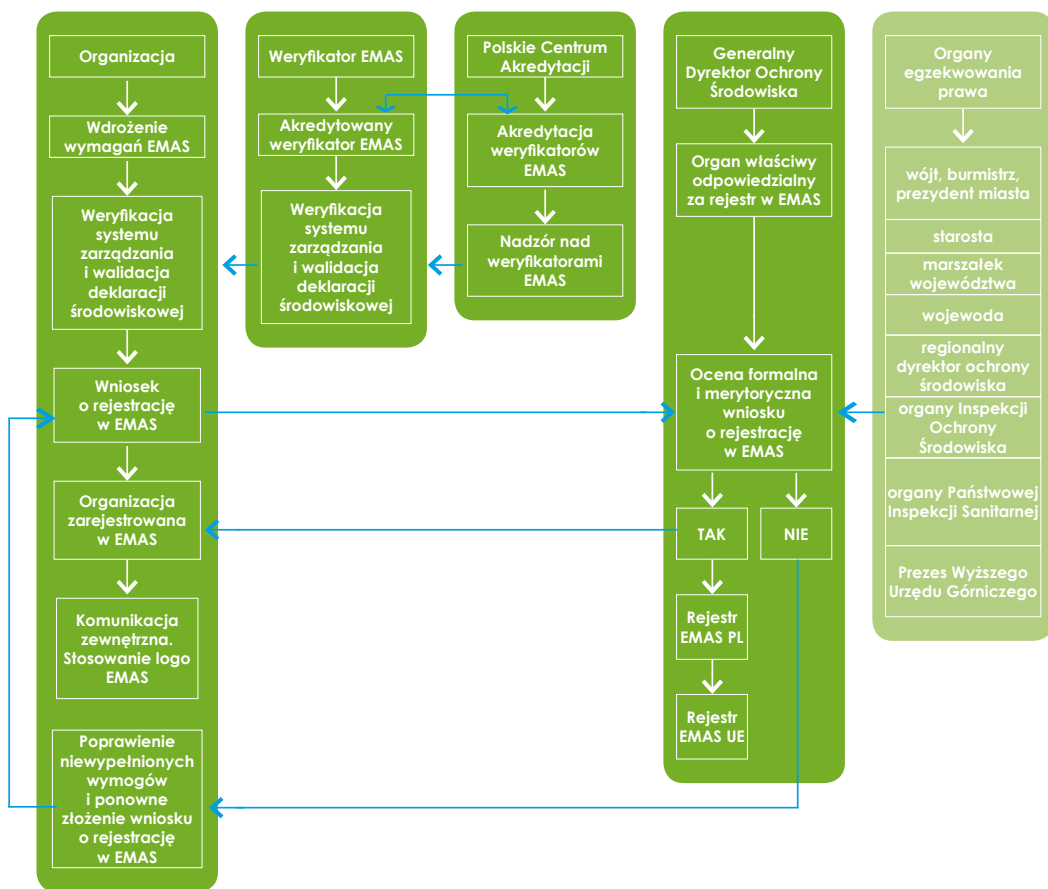 Organizacja
Wdrożenie
wymagań EMAS
Weryfikacja
systemu
zarządzania
i walidacja
deklaracji
środowiskowej
Wniosek
o rejestrację
w EMAS
Organizacja
zarejestrowana
w EMAS
Komunikacja
zewnętrzna.
Stosowanie logo
EMAS
Poprawienie
niewypełnionych
wymogów
i ponowne
złożenie wniosku
o rejestrację
w EMAS
Weryfikator EMAS
Akredytowany
weryfikator EMAS
Weryfikacja
systemu
zarządzania
i walidacja
deklaracji
środowiskowej
Polskie Centrum
Akredytacji
Akredytacja
weryfikatorów
EMAS
Nadzór nad
weryfikatorami
EMAS
Generalny
Dyrektor Ochrony
Środowiska
Organ właściwy
odpowiedzialny
za rejestr w EMAS
Ocena formalna
i merytoryczna
wniosku
o rejestrację
w EMAS
TAK
NIE
Rejestr
EMAS PL
Rejestr
EMAS UE
Organy
egzekwowania
prawa
wójt, burmistrz,
prezydent miasta
starosta
marszałek
województwa
wojewoda
regionalny
dyrektor ochrony
środowiska
organy Inspekcji
Ochrony
Środowiska
organy Państwowej
Inspekcji Sanitarnej
Prezes Wyższego
Urzędu Górniczego